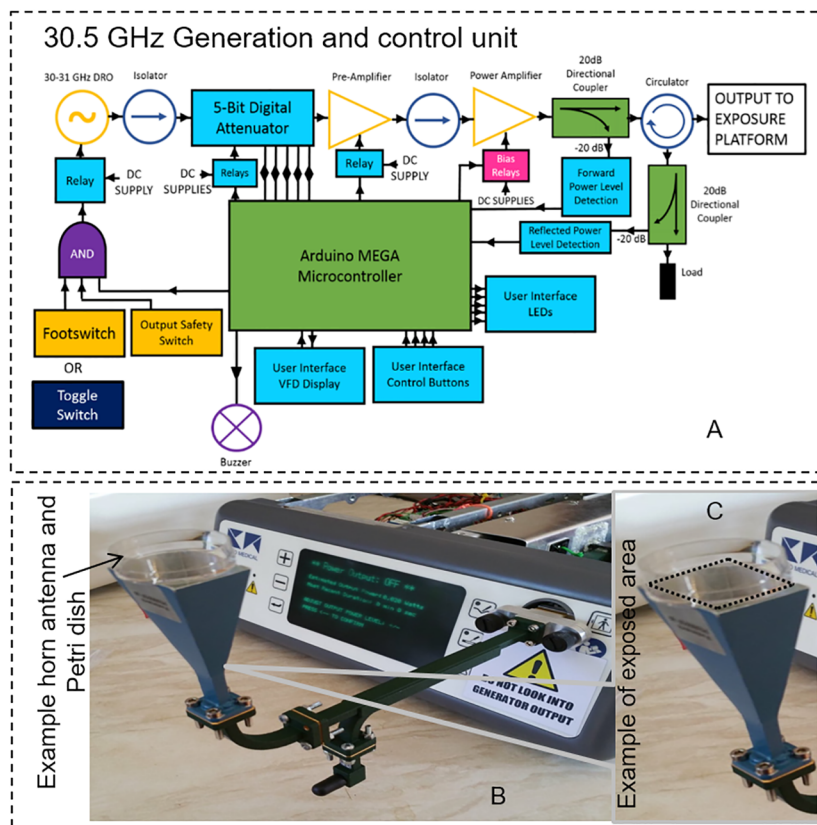 30.5 GHz Generation and control unit
30-31 GHz DRO
Isolator
5-Bit Digital
Attenuator
Pre-Amplifier
Isolator
Power Amplifier
20dB
Directional
Coupler
Circulator
OUTPUT TO
EXPOSURE
PLATFORM
Relay
DC
SUPPLY
DC
SUPPLIES
Relays
Relay
DC
SUPPLY
Bias
Relays
DC SUPPLIES
-20 dB
Forward
Power Level
Detection
20dB
Directional
Coupler
Reflected Power
Level Detection
-20 dB
Load
AND
Arduino MEGA
Microcontroller
User Interface
LEDs
Footswitch
Output Safety
Switch
OR
Toggle
Switch
User Interface
VFD Display
User Interface
Control Buttons
Buzzer
A
Example horn antenna and
Petri dish
MEDICAL
** Power Output: OFF **
NOT LOOK INTO
GENERATOR OUTPUT
B
C
Example of exposed area